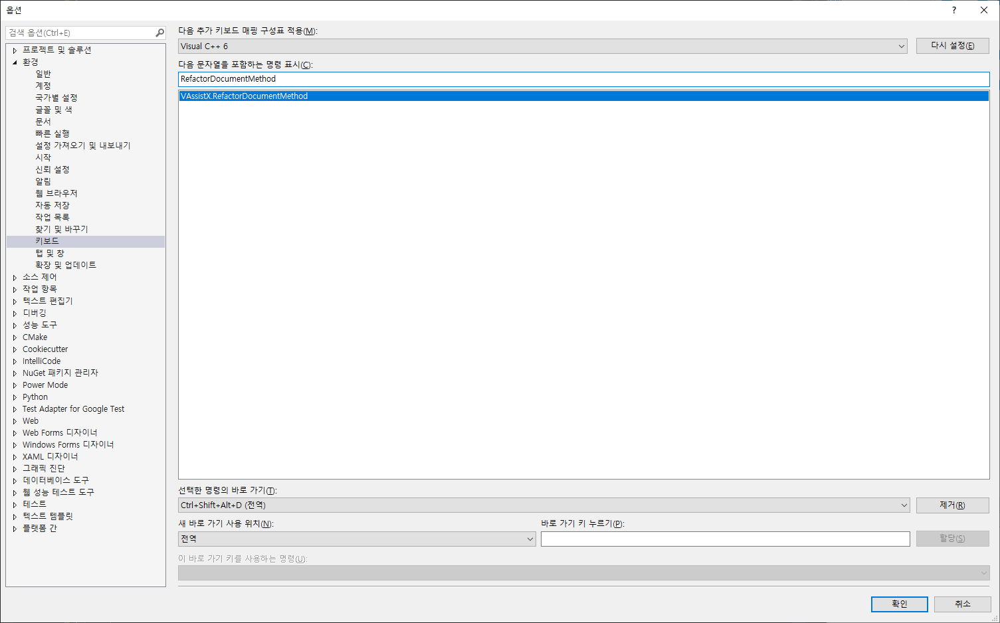 옵션
?
검색 옵션(Ctrl+E)
프로젝트 및 솔루션
환경
일반
계정
국가별 설정
글꼴 및 색
문서
빠른 실행
설정 가져오기 및 내보내기
시작
신뢰 설정
알림
웹 브라우저
자동 저장
작업 목록
찾기 및 바꾸기
키보드
탭 및 창
확장 및 업데이트
소스 제어
작업 항목
텍스트 편집기
디버깅
성능 도구
CMake
Cookiecutter
IntelliCode
NuGet 패키지 관리자
Power Mode
Python
Test Adapter for Google Test
Web
Web Forms 디자이너
Windows Forms 디자이너
XAML 디자이너
그래픽 진단
데이터베이스 도구
웹 성능 테스트 도구
테스트
텍스트 템플릿
플랫폼 간
다음 추가 키보드 매핑 구성표 적용(M):
Visual C++ 6
다시 설정(E)
다음 문자열을 포함하는 명령 표시(C):
RefactorDocumentMethod
VAssistX.RefactorDocumentMethod
선택한 명령의 바로 가기(T):
Ctrl+Shift+Alt+D (전역)
제거(R)
새 바로 가기 사용 위치(N):
바로 가기 키 누르기(P):
전역
할당(S)
이 바로 가기 키를 사용하는 명령(U):
확인
취소